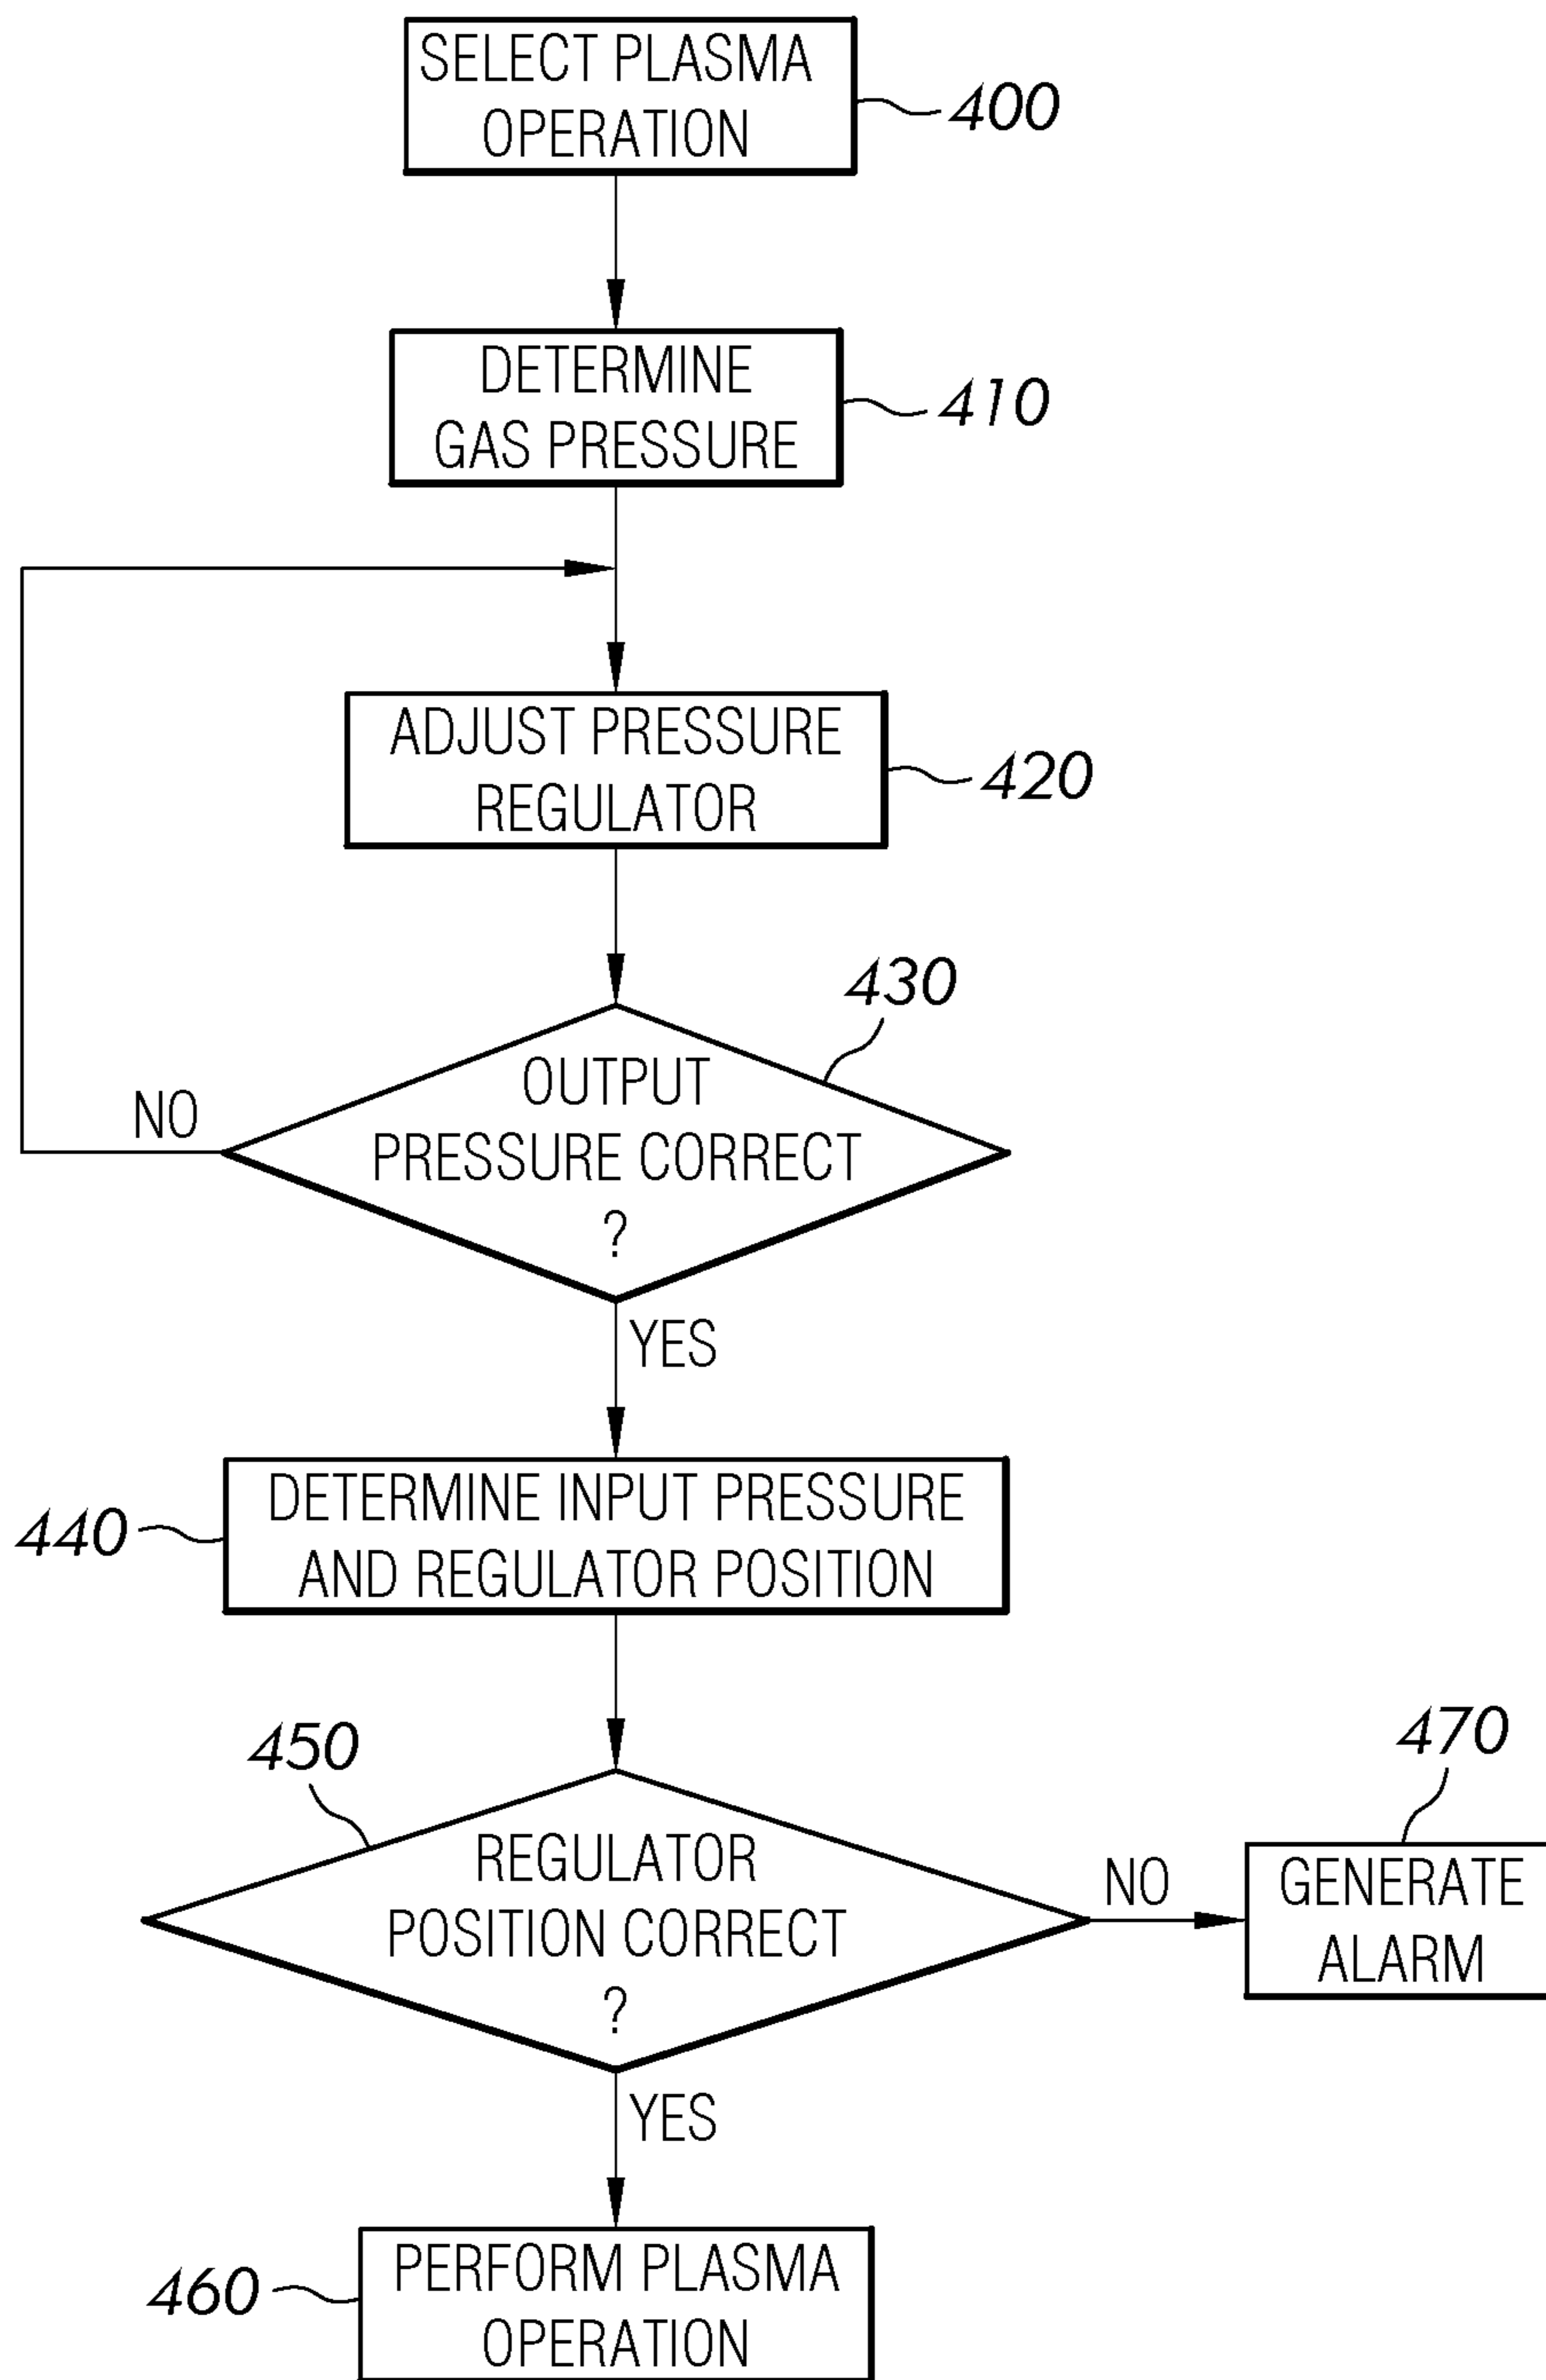 SELECT PLASMA
OPERATION
400
DETERMINE
GAS PRESSURE
410
ADJUST PRESSURE
REGULATOR
420
430
OUTPUT
PRESSURE CORRECT
?
NO
YES
DETERMINE INPUT PRESSURE
AND REGULATOR POSITION
440
450
REGULATOR
POSITION CORRECT
?
NO
470
GENERATE
ALARM
YES
PERFORM PLASMA
OPERATION
460